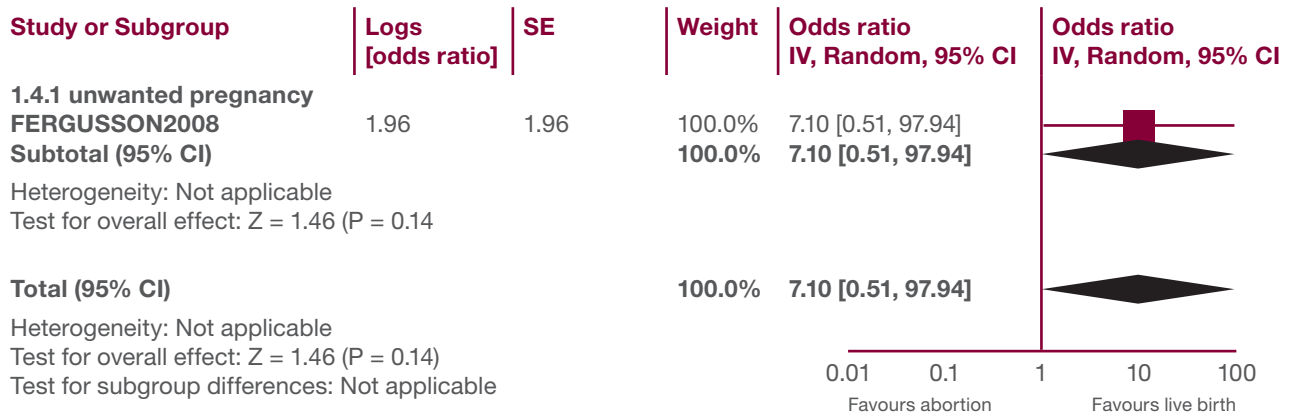 Study or Subgroup Logs SE Weight Odds ratio Odds ratio
[odds ratio] IV, Random, 95% CI IV, Random, 95% CI
1.4.1 unwanted pregnancy
FERGUSSON2008 1.96 1.96 100.0% 7.10 [0.51, 97.94]
Subtotal (95% CI) 100.0% 7.10 [0.51, 97.94]
Heterogeneity: Not applicable
Test for overall effect: Z = 1.46 (P = 0.14
Total (95% CI) 100.0% 7.10 [0.51, 97.94]
Heterogeneity: Not applicable
Test for overall effect: Z = 1.46 (P = 0.14)
Test for subgroup differences: Not applicable
0.01 0.1 1 10 100
Favours abortion Favours live birth